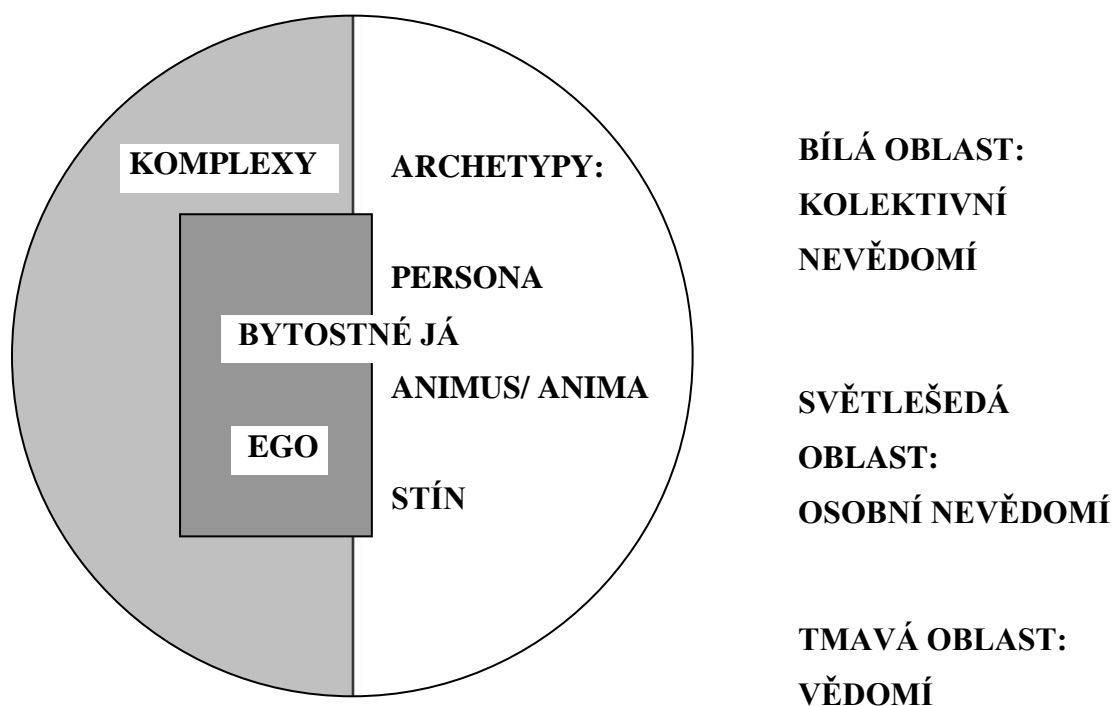 KOMPLEXY
ARCHETYPY:
PERSONA
BYTOSTNÉ JÁ
ANIMUS/ ANIMA
EGO
STÍN
BÍLÁ OBLAST:
KOLEKTIVNÍ
NEVĚDOMÍ
SVĚTLEŠEDÁ
OBLAST:
OSOBNÍ NEVĚDOMÍ
TMAVÁ OBLAST:
VĚDOMÍ